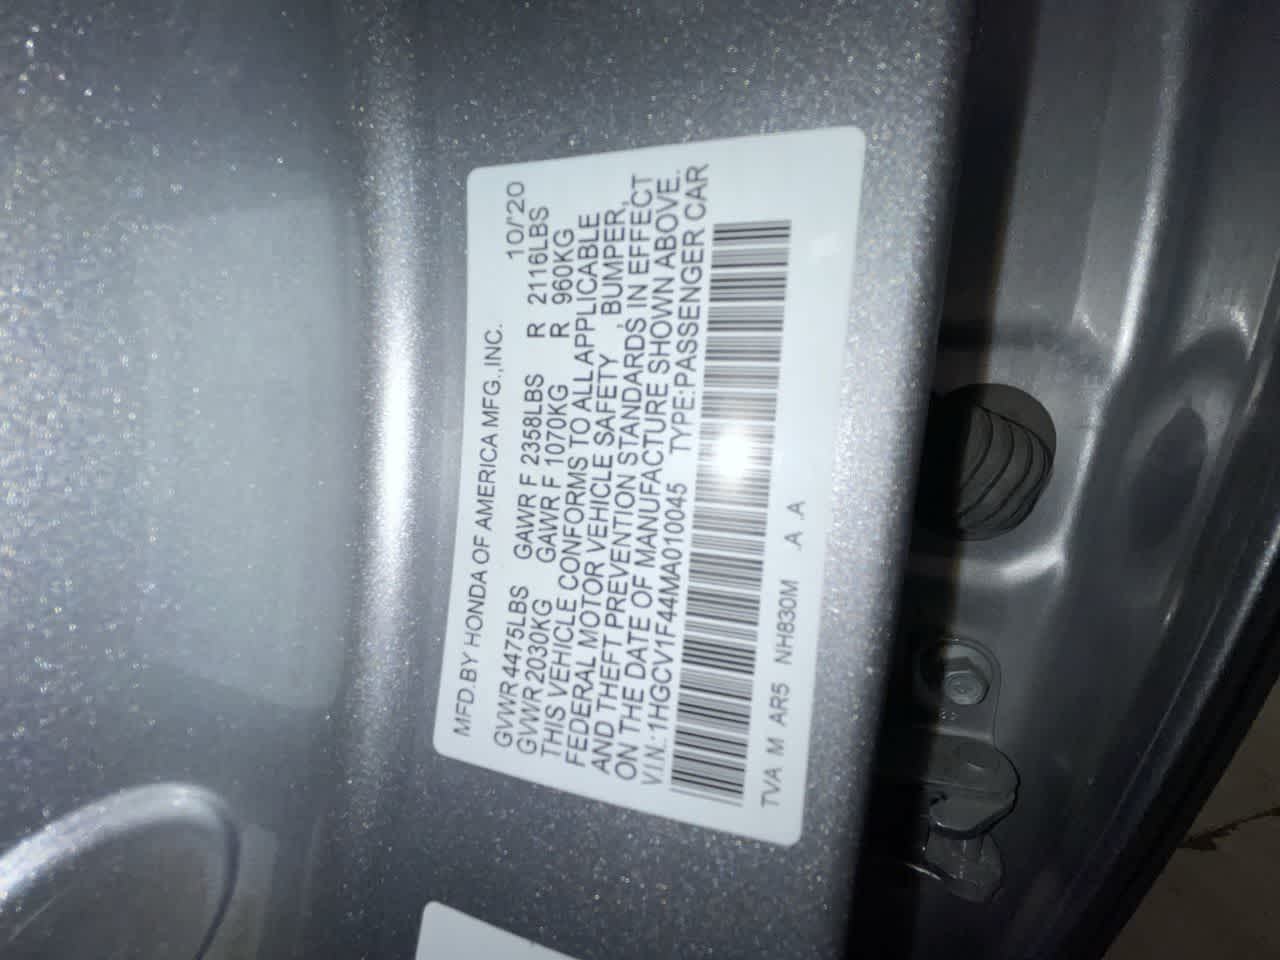 MFD.BY HONDA OF AMERICA MFG.,INC. 10/'20
GVWR 4475LBS GAWR F 2358LBS R 2116LBS
GVWR 2030KG GAWR F 1070KG R 960KG
THIS VEHICLE CONFORMS TO ALL APPLICABLE
FEDERAL MOTOR VEHICLE SAFETY , BUMPER,
AND THEFT PREVENTION STANDARDS IN EFFECT
ON THE DATE OF MANUFACTURE SHOWN ABOVE.
V.I.N.:1HGCV1F44MA010045 TYPE:PASSENGER CAR
TVA M AR5 NH830M .A .A